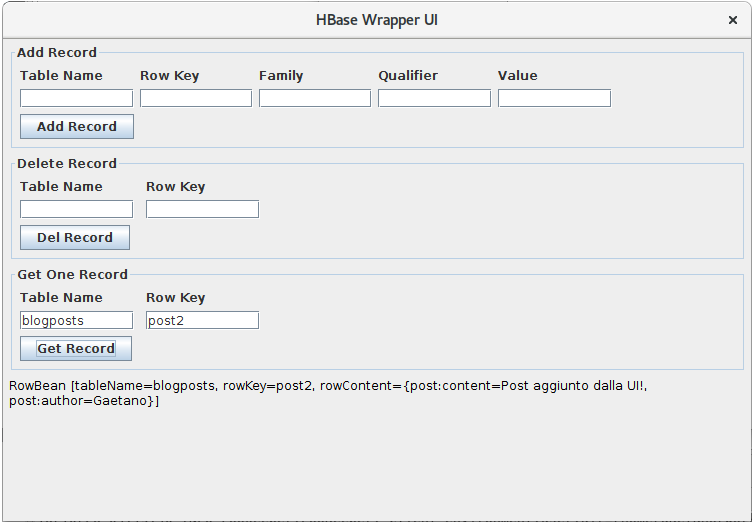 HBase Wrapper UI ×
Add Record
Table Name Row Key Family Qualifier Value
Add Record
Delete Record
Table Name Row Key
Del Record
Get One Record
Table Name Row Key
blogposts post2
Get Record
RowBean [tableName=blogposts, rowKey=post2, rowContent={post:content=Post aggiunto dalla UI!,
post:author=Gaetano}]